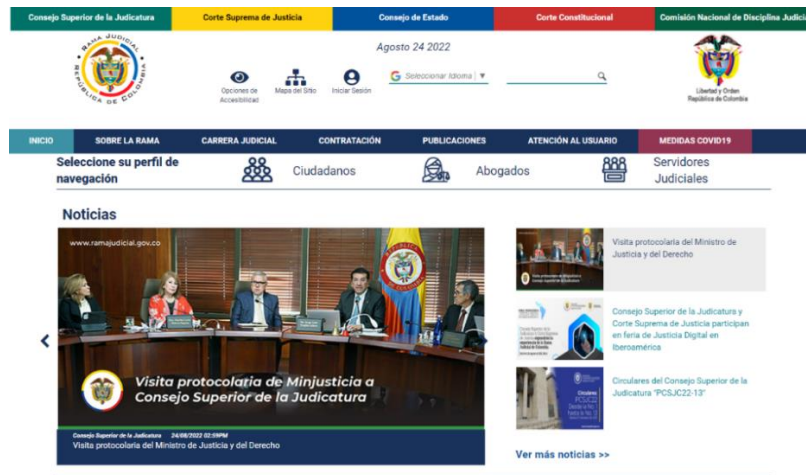 Consejo Superior de la Judicatura
Corte Suprema de Justicia
Consejo de Estado
Corte Constitucional
Comisión Nacional de Disciplina Judici
RAMA JUDICIAL
REPÚBLICA DE COLOMBIA
Agosto 24 2022
Opciones de
Accesibilidad
Mapa del Sitio
Iniciar Sesión
G Seleccionar idioma ▼
Libertad y Orden
República de Colombia
INICIO
SOBRE LA RAMA
CARRERA JUDICIAL
CONTRATACIÓN
PUBLICACIONES
ATENCIÓN AL USUARIO
MEDIDAS COVID19
Seleccione su perfil de
navegación
Ciudadanos
Abogados
Servidores
Judiciales
Noticias
www.ramajudicial.gov.co
Visita protocolaria de Minjusticia a
Consejo Superior de la Judicatura
Consejo Superior de la Judicatura 24/08/2022 02:59PM
Visita protocolaria del Ministro de Justicia y del Derecho
Visita protocolaria del Ministro de
Justicia y del Derecho
Consejo Superior de la Judicatura y
Corte Suprema de Justicia participan
en feria de Justicia Digital en
Iberoamérica
Circulares
PCSJC22
Circulares del Consejo Superior de la
Judicatura "PCSJC22-13"
Ver más noticias >>